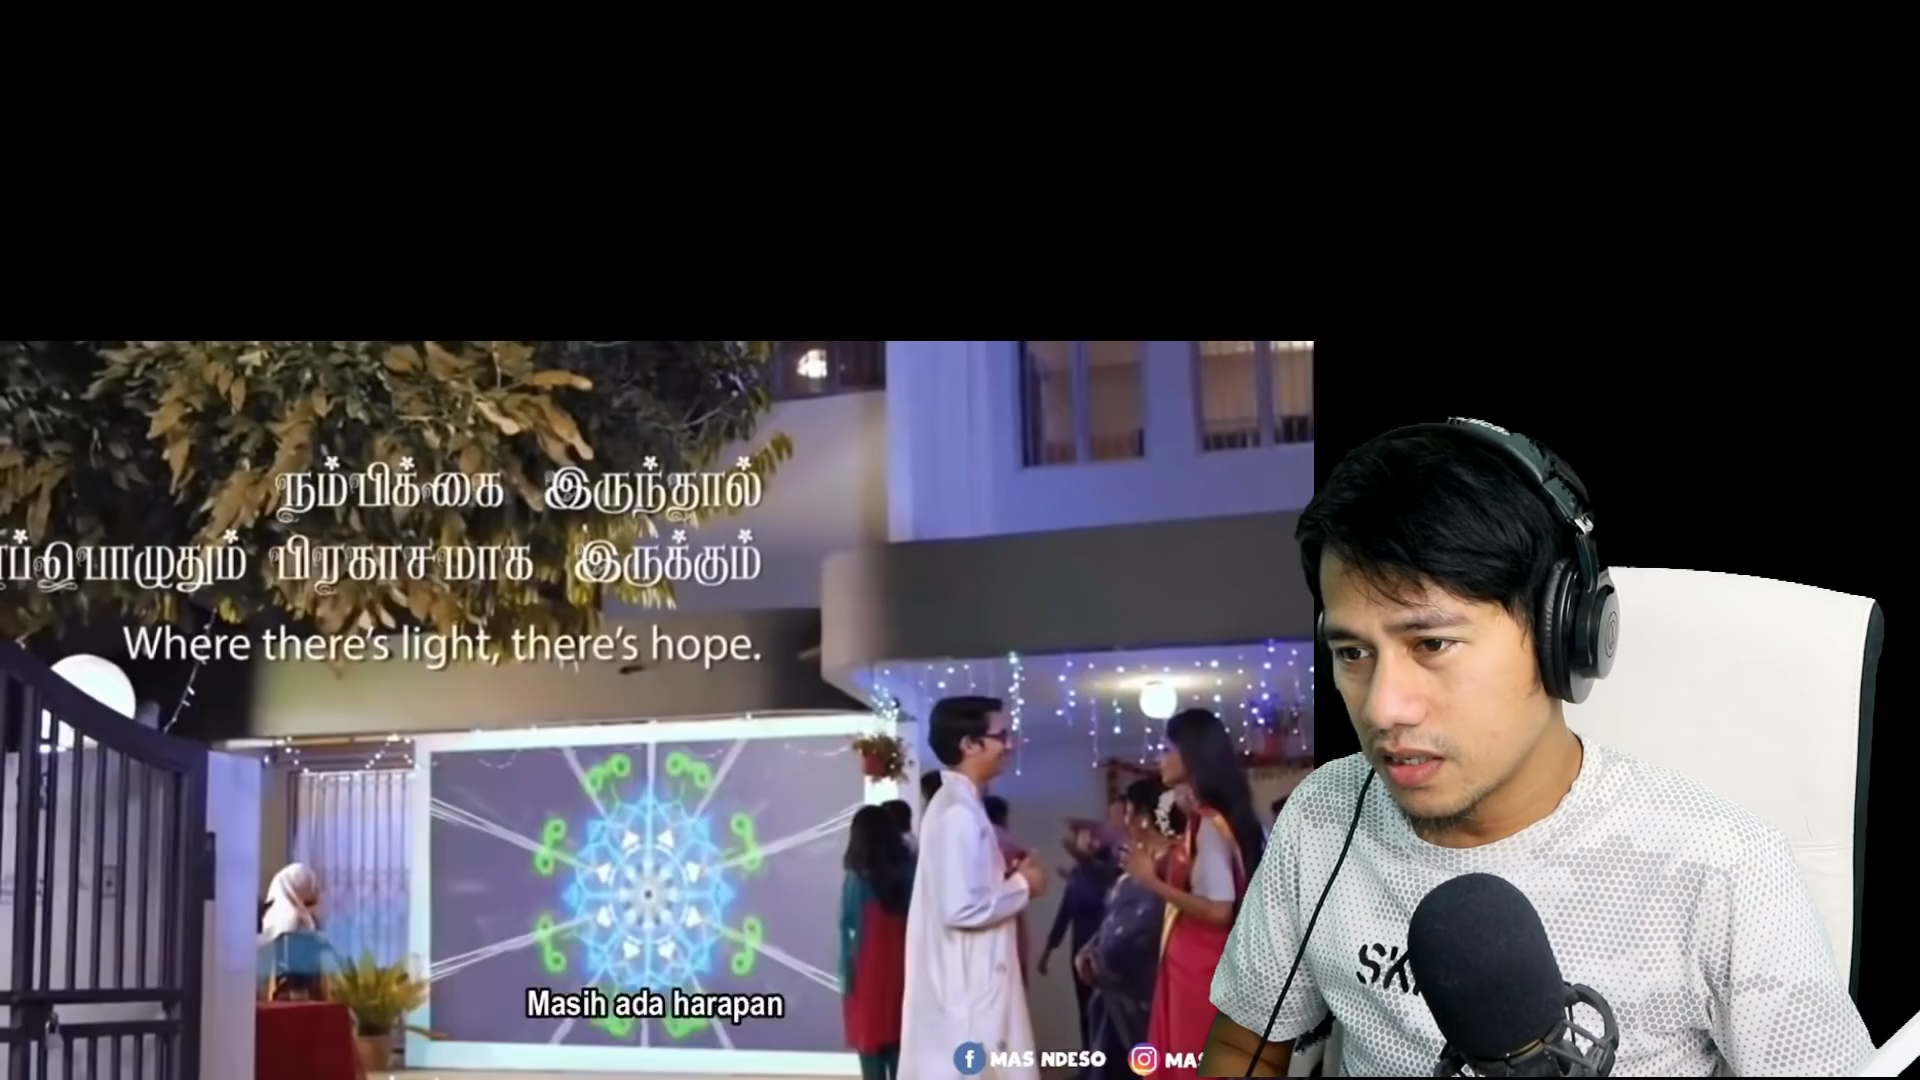 நம்பிக்கை இருந்தால்
பிரகாசமாக இருக்கும்
Where there's light, there's hope.
Masih ada harapan
MAS NDESO